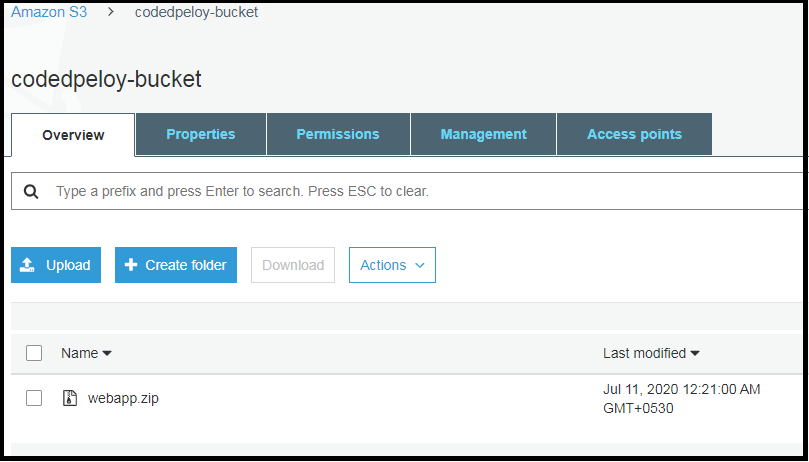 Amazon S3 > codedpeloy-bucket
codedpeloy-bucket
Overview Properties Permissions Management Access points
Type a prefix and press Enter to search. Press ESC to clear.
Upload Create folder Download Actions
Name Last modified
webapp.zip Jul 11, 2020 12:21:00 AM
GMT+0530